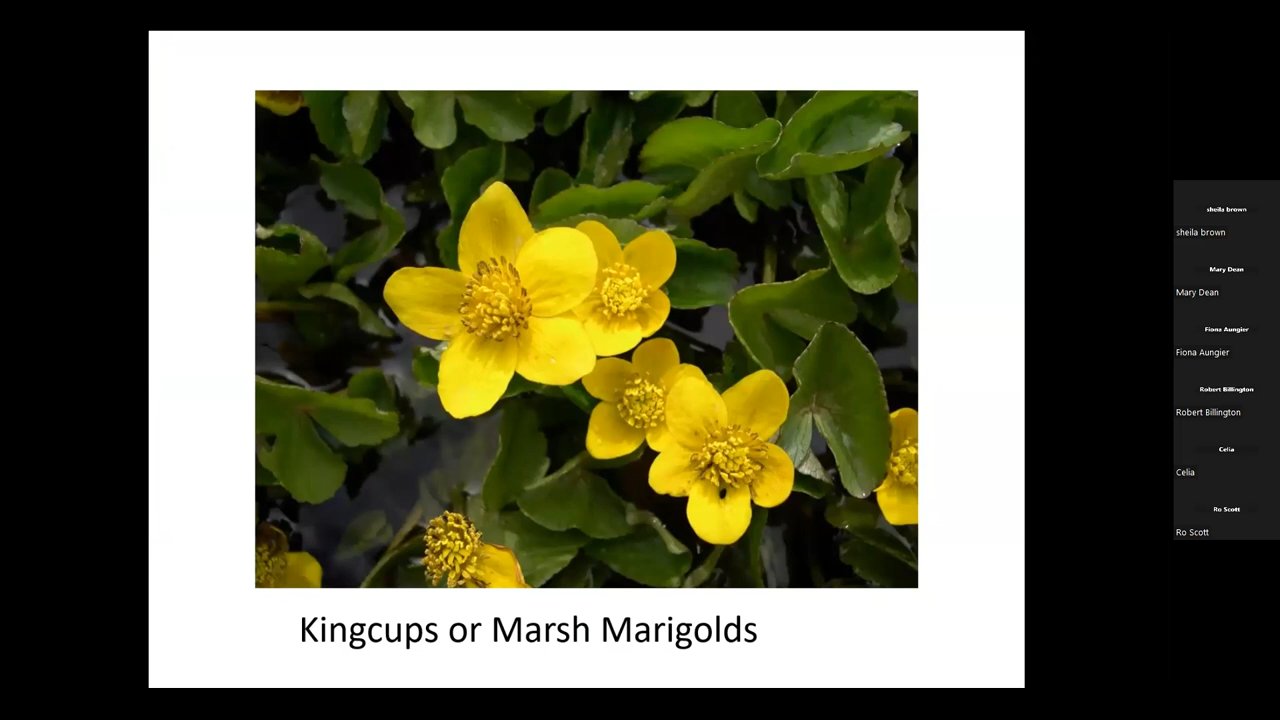 Kingcups or Marsh Marigolds
sheila brown
sheila brown
Mary Dean
Mary Dean
Fiona Aungier
Fiona Aungier
Robert Billington
Robert Billington
Celia
Celia
Ro Scott
Ro Scott